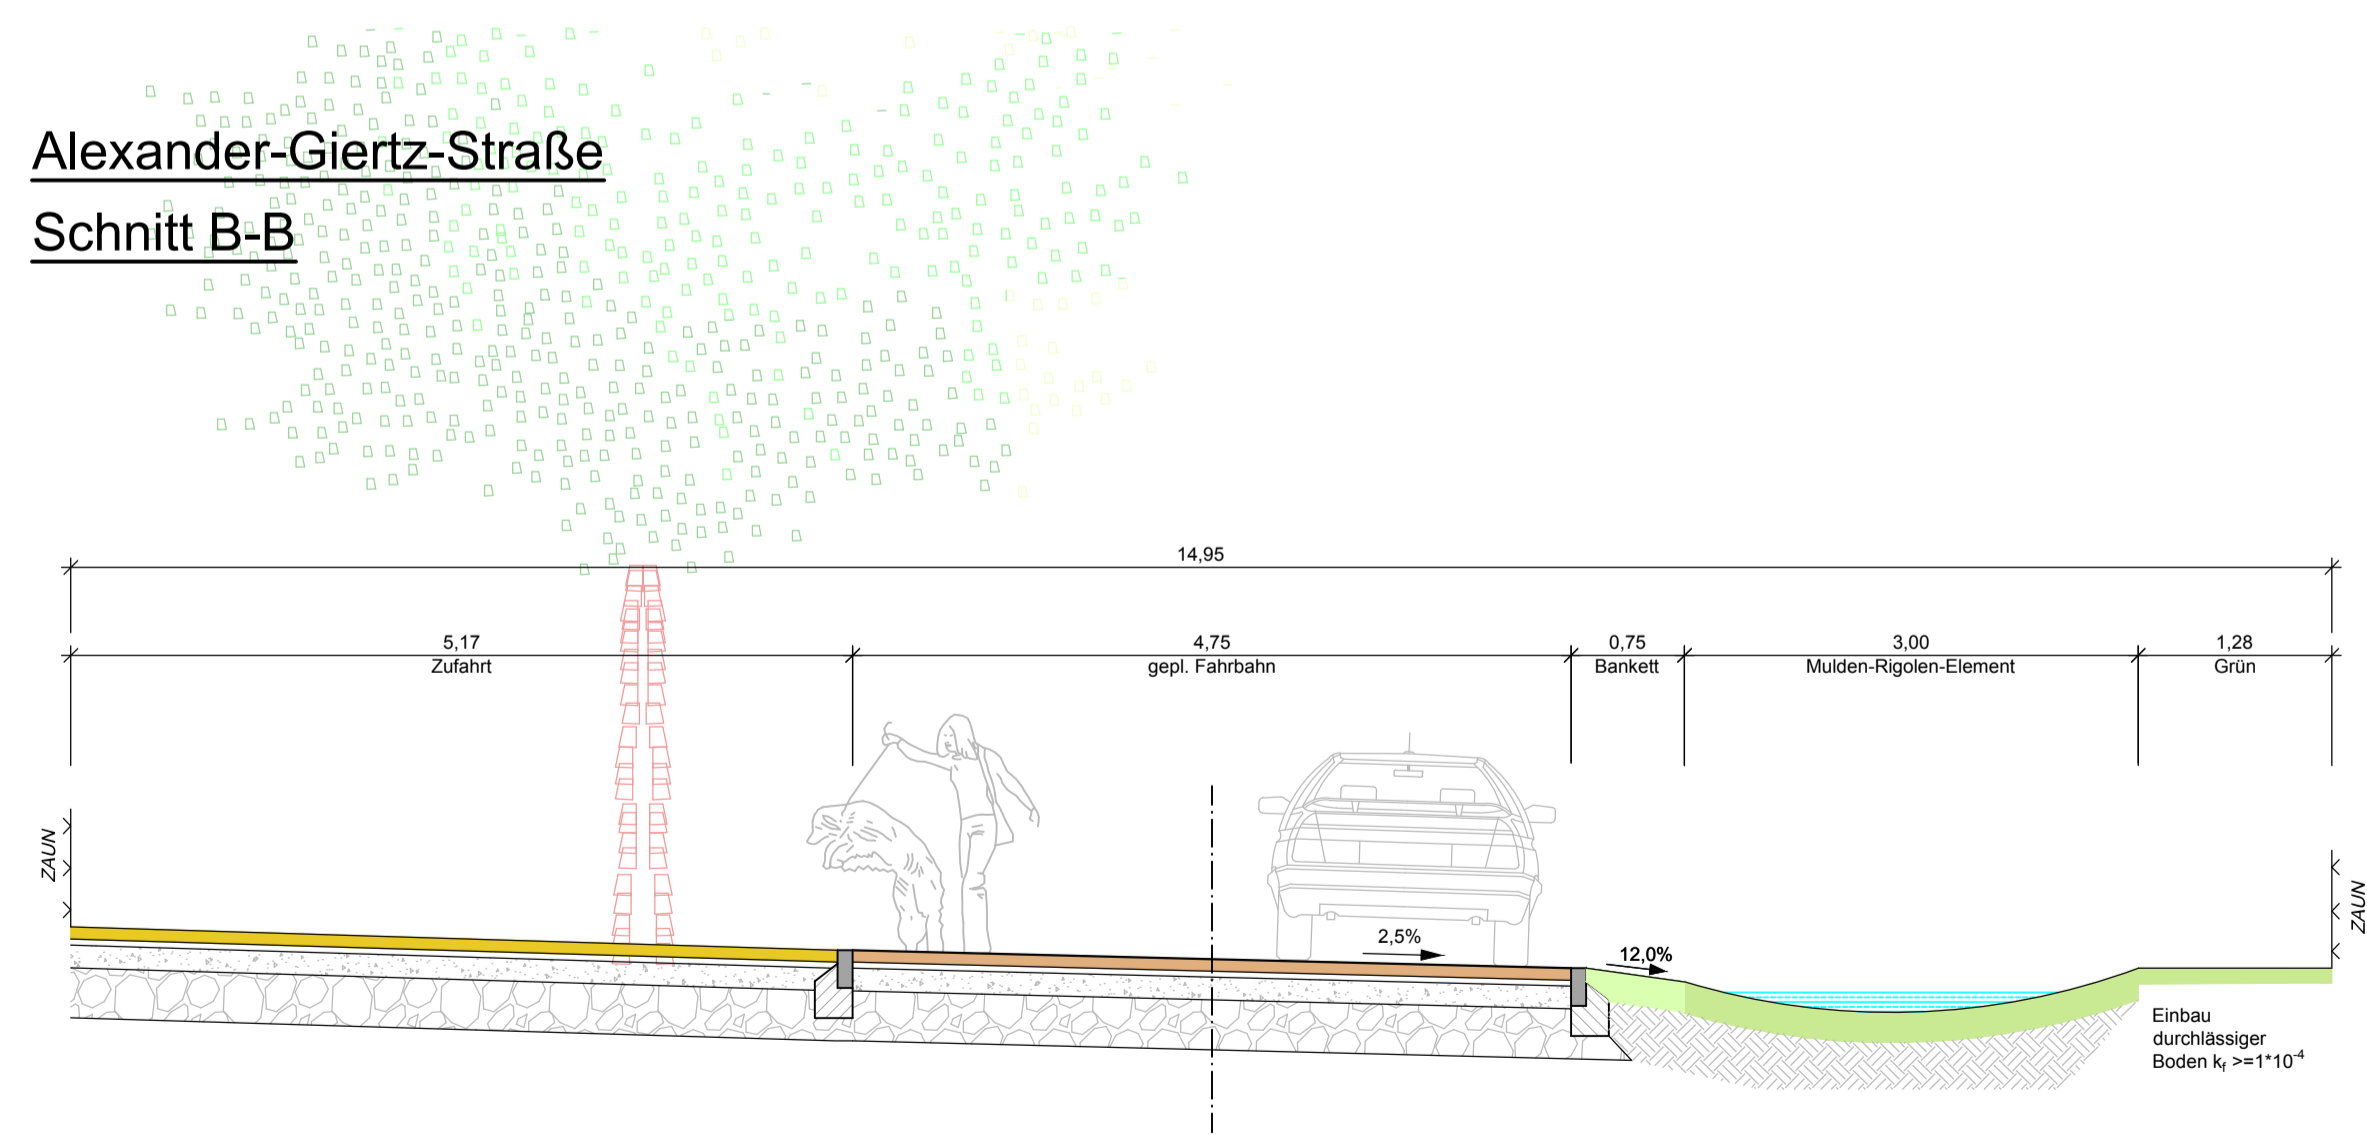 Alexander-Giertz-Straße
Schnitt B-B
14,95
5,17
Zufahrt
4,75
gepl. Fahrbahn
0,75
Bankett
3,00
Mulden-Rigolen-Element
1,28
Grün
ZAUN
ZAUN
2,5%
12,0%
Einbau
durchlässiger
Boden kf >=1*10-4